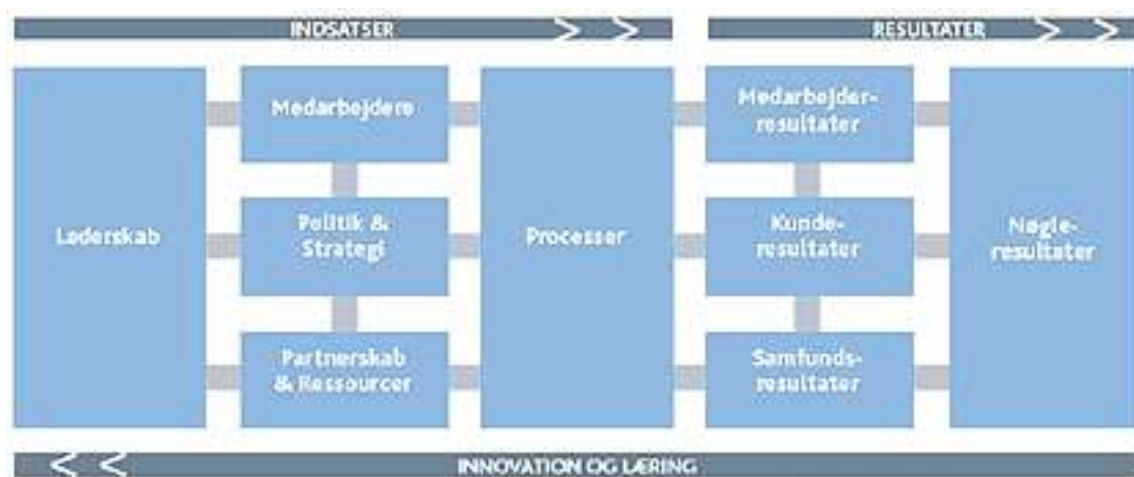 INDSATSER
RESULTATER
Lederskab
Medarbejdere
Politik &
Strategi
Partnerskab
& Ressourcer
Processer
Medarbejder-
resultater
Kunde-
resultater
Samfunds-
resultater
Nøgle-
resultater
INNOVATION OG LÆRING